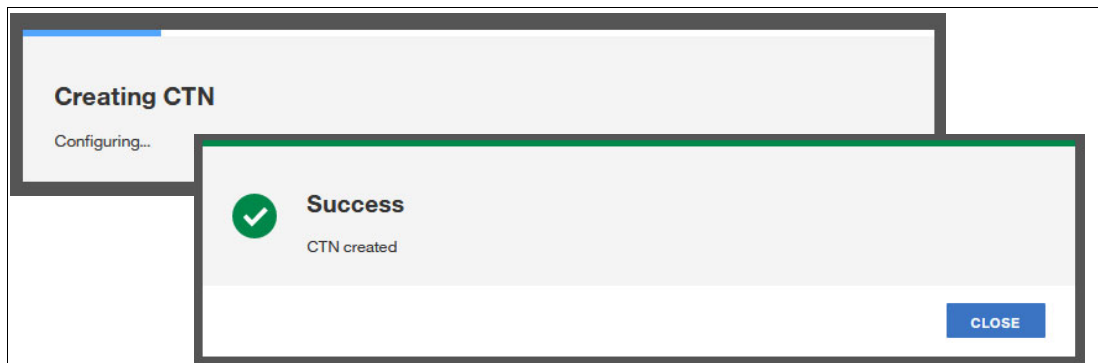 Creating CTN
Configuring...
Success
CTN created
CLOSE